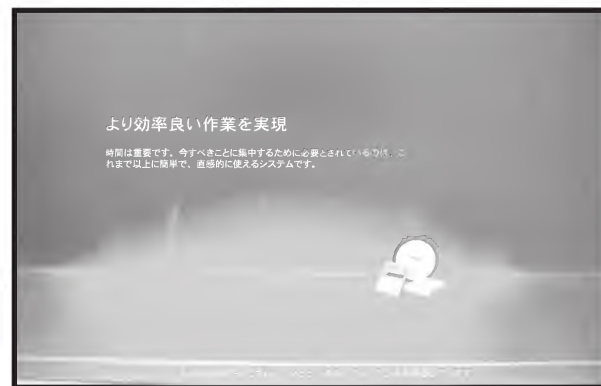 より効率良い作業を実現
時間は重要です。今すべきことに集中するために必要とされているのは、こ
れまで以上に簡単で、直感的に使えるシステムです。